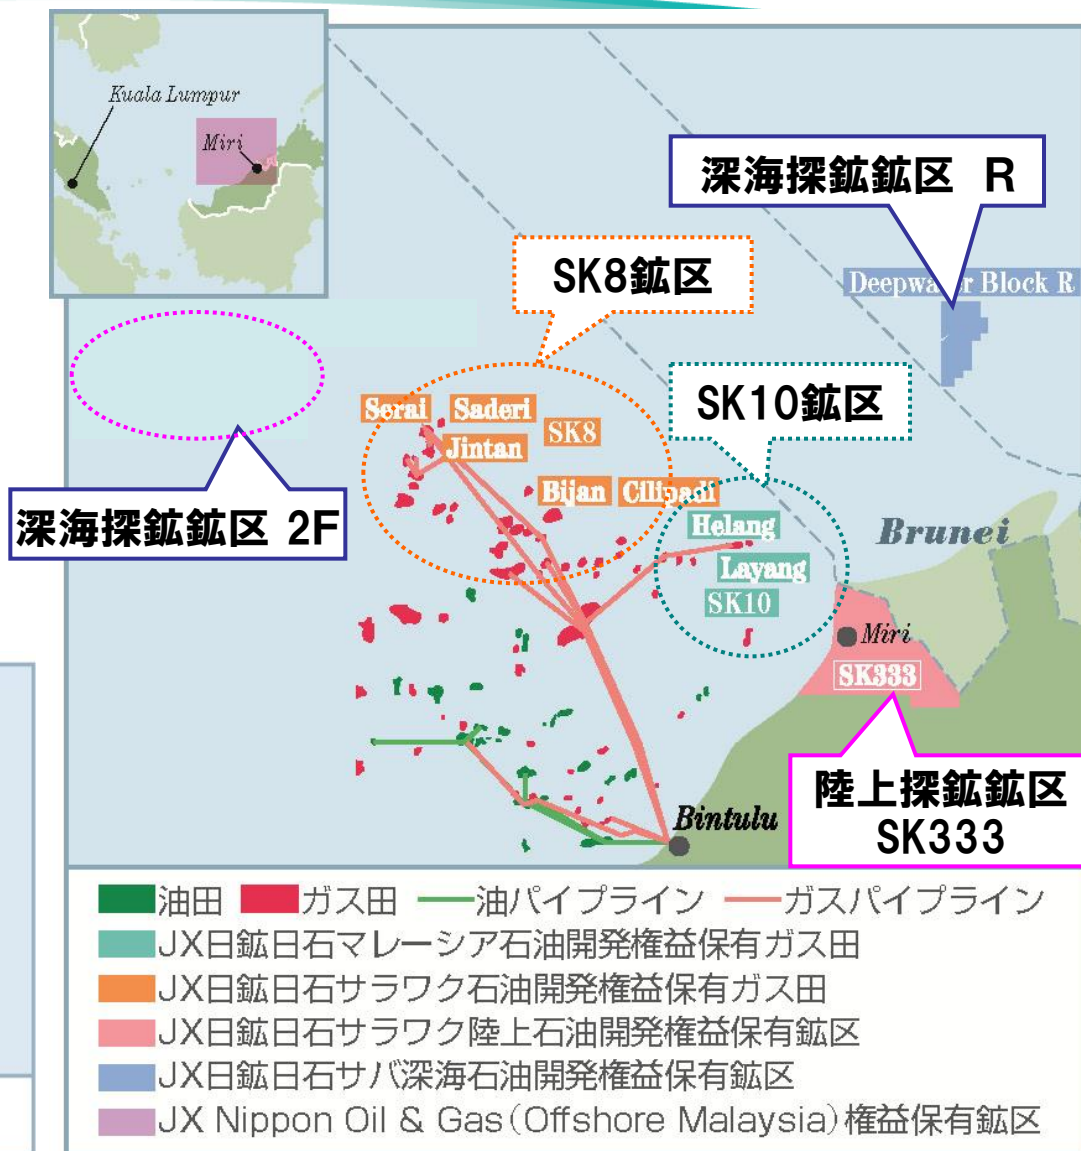 Kuala Lumpur
Miri
深海探鉱鉱区 R
SK8鉱区
Deepwater Block R
SK10鉱区
Serai Saderi
SK8
Jintan
Bijan Cilipadi
深海探鉱鉱区 2F
Helang
Brunei
Layang
SK10
Miri
SK333
陸上探鉱鉱区
SK333
Bintulu
油田 ガス田 油パイプライン ガスパイプライン
JX日鉱日石マレーシア石油開発権益保有ガス田
JX日鉱日石サラワク石油開発権益保有ガス田
JX日鉱日石サラワク陸上石油開発権益保有鉱区
JX日鉱日石サバ深海石油開発権益保有鉱区
JX Nippon Oil & Gas(Offshore Malaysia)権益保有鉱区